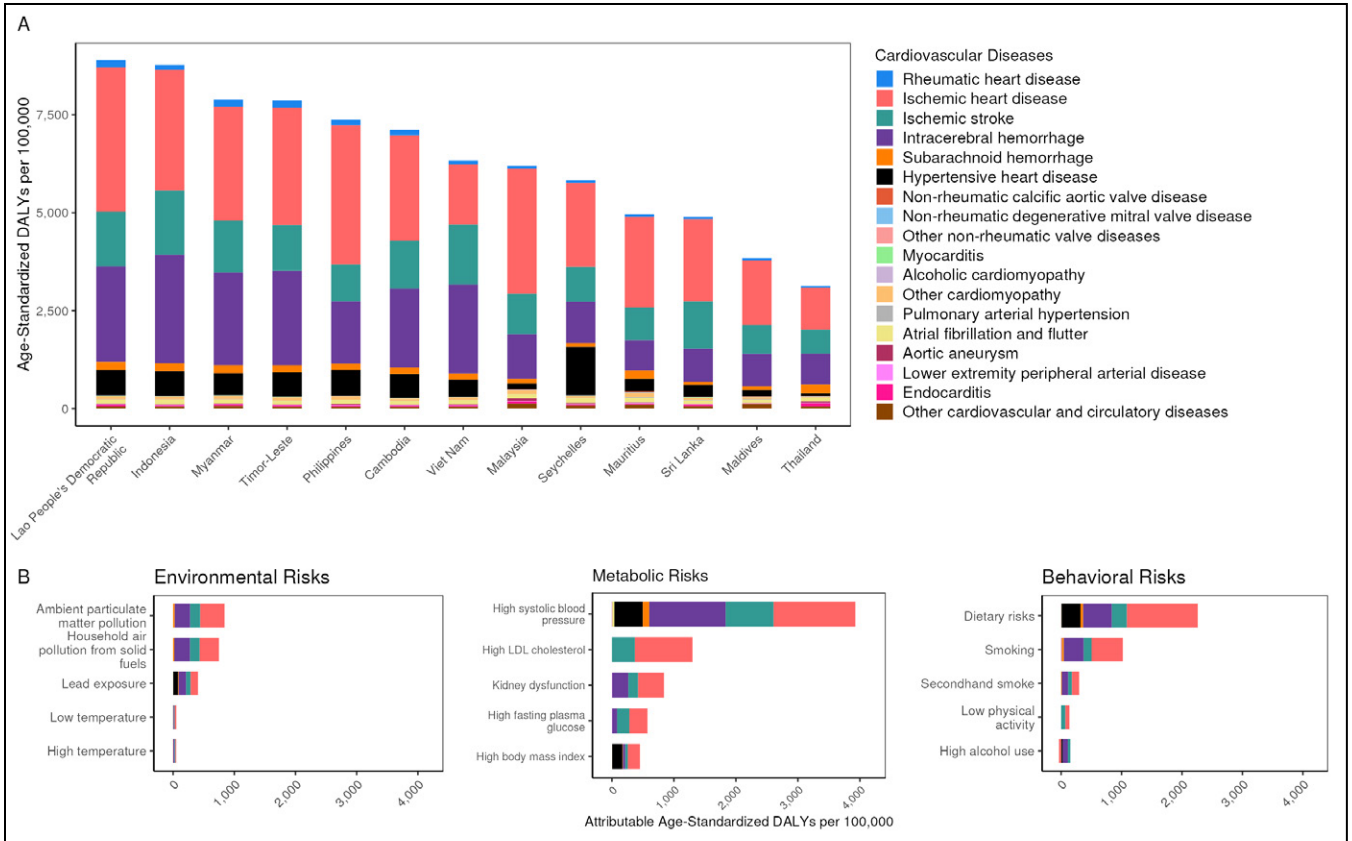 A
Age-Standardized DALYs per 100,000
7,500
5,000
2,500
0
Lao People's Democratic
Republic
Indonesia
Myanmar
Timor-Leste
Philippines
Cambodia
Viet Nam
Malaysia
Seychelles
Mauritius
Sri Lanka
Maldives
Thailand
Cardiovascular Diseases
Rheumatic heart disease
Ischemic heart disease
Ischemic stroke
Intracerebral hemorrhage
Subarachnoid hemorrhage
Hypertensive heart disease
Non-rheumatic calcific aortic valve disease
Non-rheumatic degenerative mitral valve disease
Other non-rheumatic valve diseases
Myocarditis
Alcoholic cardiomyopathy
Other cardiomyopathy
Pulmonary arterial hypertension
Atrial fibrillation and flutter
Aortic aneurysm
Lower extremity peripheral arterial disease
Endocarditis
Other cardiovascular and circulatory diseases
B
Environmental Risks
Ambient particulate
matter pollution
Household air
pollution from solid
fuels
Lead exposure
Low temperature
High temperature
0
1,000
2,000
3,000
4,000
Metabolic Risks
High systolic blood
pressure
High LDL cholesterol
Kidney dysfunction
High fasting plasma
glucose
High body mass index
0
1,000
2,000
3,000
4,000
Attributable Age-Standardized DALYs per 100,000
Behavioral Risks
Dietary risks
Smoking
Secondhand smoke
Low physical
activity
High alcohol use
0
1,000
2,000
3,000
4,000